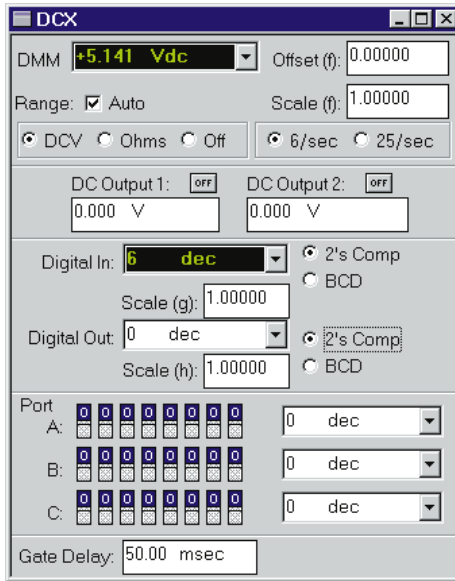 DCX
DMM +5.141 Vdc Offset (f): 0.00000
Range: Auto Scale (f): 1.00000
DCV Ohms Off 6/sec 25/sec
DC Output 1: OFF DC Output 2: OFF
0.000 V 0.000 V
Digital In: 6 dec 2's Comp
BCD
Scale (g): 1.00000
Digital Out: 0 dec 2's Comp
Scale (h): 1.00000 BCD
Port
A: 0 0 0 0 0 0 0 0 0 dec
B: 0 0 0 0 0 0 0 0 0 dec
C: 0 0 0 0 0 0 0 0 0 dec
Gate Delay: 50.00 msec